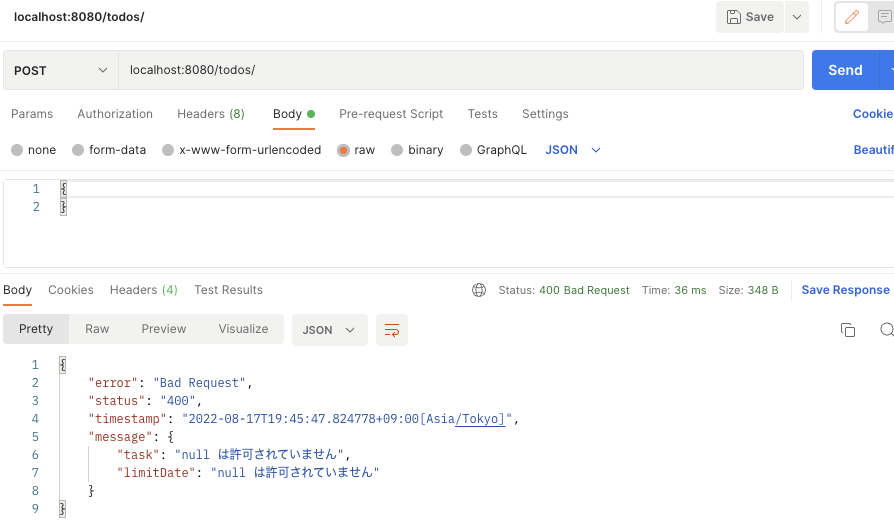 localhost:8080/todos/ Save
POST localhost:8080/todos/ Send
Params Authorization Headers (8) Body Pre-request Script Tests Settings Cookie
none form-data x-www-form-urlencoded raw binary GraphQL JSON Beautif
1 {
2 }
Body Cookies Headers (4) Test Results Status: 400 Bad Request Time: 36 ms Size: 348 B Save Response
Pretty Raw Preview Visualize JSON
1 {
2 "error": "Bad Request",
3 "status": "400",
4 "timestamp": "2022-08-17T19:45:47.824778+09:00[Asia/Tokyo]",
5 "message": {
6 "task": "null は許可されていません",
7 "limitDate": "null は許可されていません"
8 }
9 }